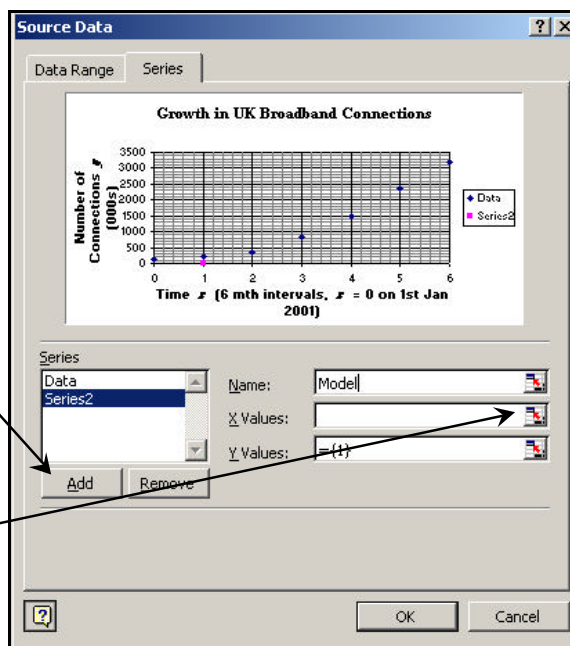 Source Data
Data Range Series
Growth in UK Broadband Connections
Number of Connections y (000s)
3500
3000
2500
2000
1500
1000
500
0
0 1 2 3 4 5 6
Time x (6 mth intervals, x = 0 on 1st Jan
2001)
Data
Series2
Series
Data
Series2
Name: Model
X Values:
Y Values: ={1}
Add Remove
OK Cancel